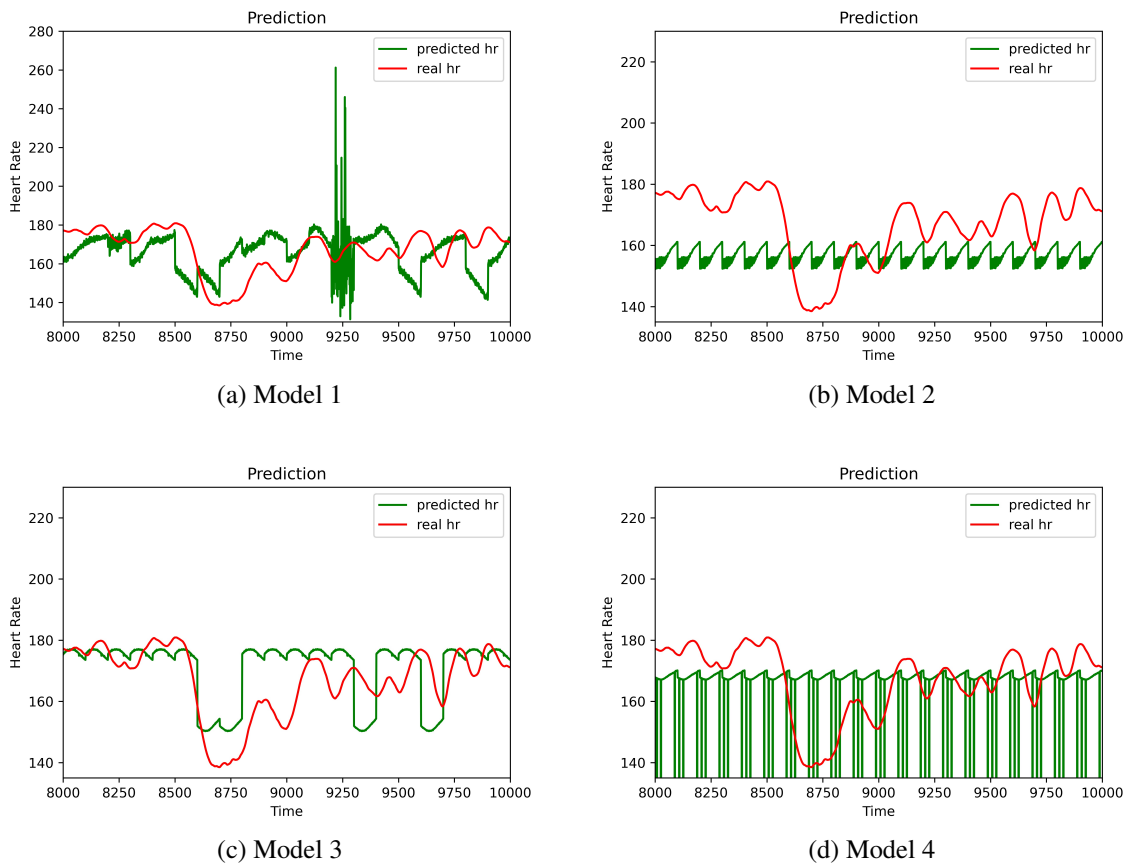 Prediction
280
260
240
220
200
180
160
140
Heart Rate
predicted hr
real hr
8000 8250 8500 8750 9000 9250 9500 9750 10000
Time
(a) Model 1
Prediction
220
200
180
160
140
Heart Rate
predicted hr
real hr
8000 8250 8500 8750 9000 9250 9500 9750 10000
Time
(b) Model 2
Prediction
220
200
180
160
140
Heart Rate
predicted hr
real hr
8000 8250 8500 8750 9000 9250 9500 9750 10000
Time
(c) Model 3
Prediction
220
200
180
160
140
Heart Rate
predicted hr
real hr
8000 8250 8500 8750 9000 9250 9500 9750 10000
Time
(d) Model 4